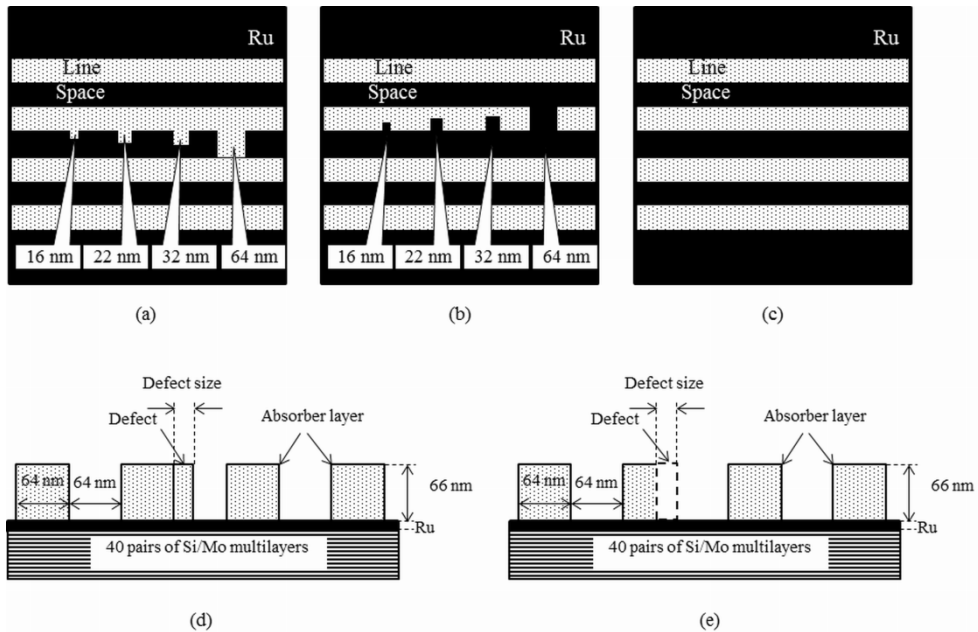 Ru
Line
Space
16 nm
22 nm
32 nm
64 nm
(a)
Ru
Line
Space
16 nm
22 nm
32 nm
64 nm
(b)
Ru
Line
Space
(c)
Defect size
Defect
Absorber layer
64 nm
64 nm
66 nm
Ru
40 pairs of Si/Mo multilayers
(d)
Defect size
Defect
Absorber layer
64 nm
64 nm
66 nm
Ru
40 pairs of Si/Mo multilayers
(e)